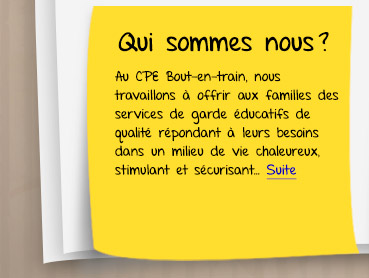 Qui sommes nous ?
Au CPE Bout-en-train, nous
travaillons à offrir aux familles des
services de garde éducatifs de
qualité répondant à leurs besoins
dans un milieu de vie chaleureux,
stimulant et sécurisant... Suite